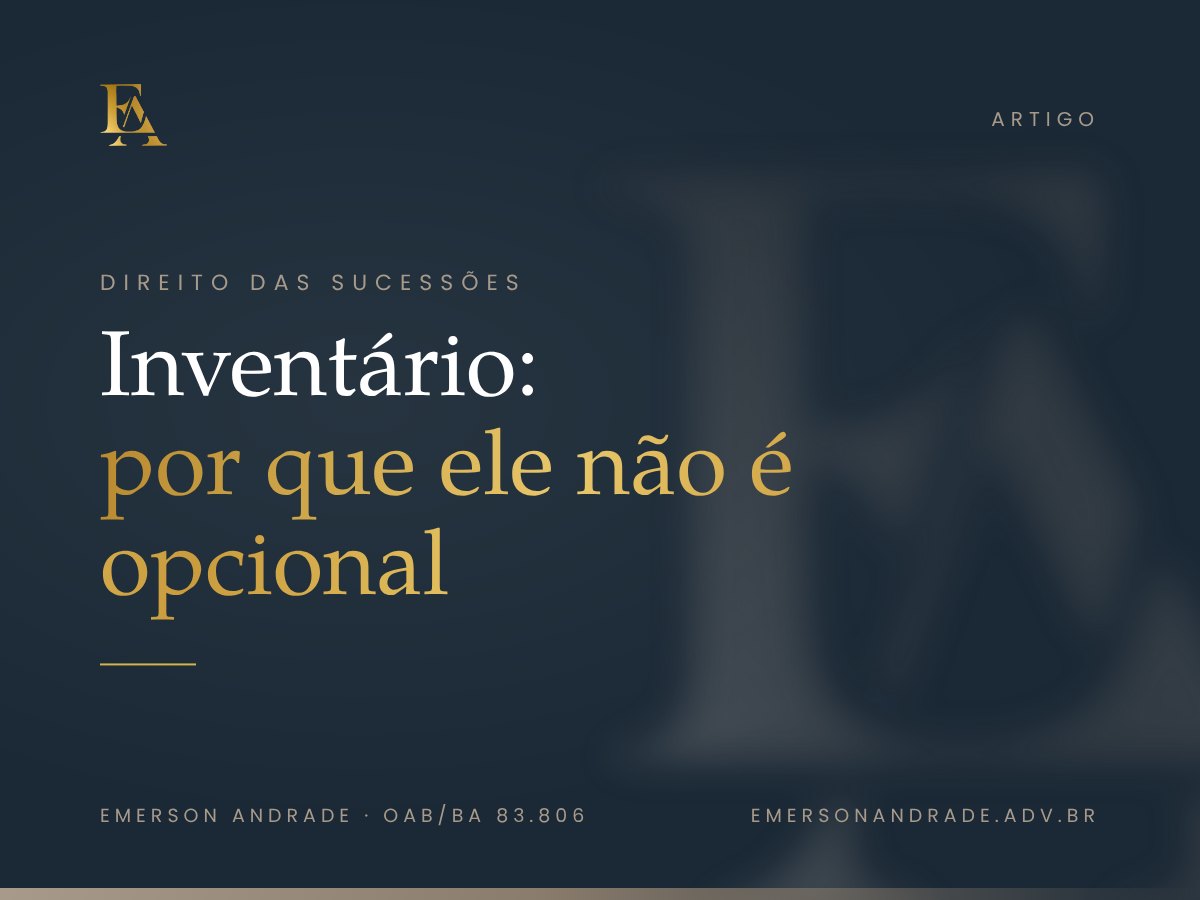 EA
ARTIGO
DIREITO DAS SUCESSÕES
Inventário:
por que ele não é
opcional
EMERSON ANDRADE · OAB/BA 83.806
EMERSONANDRADE.ADV.BR